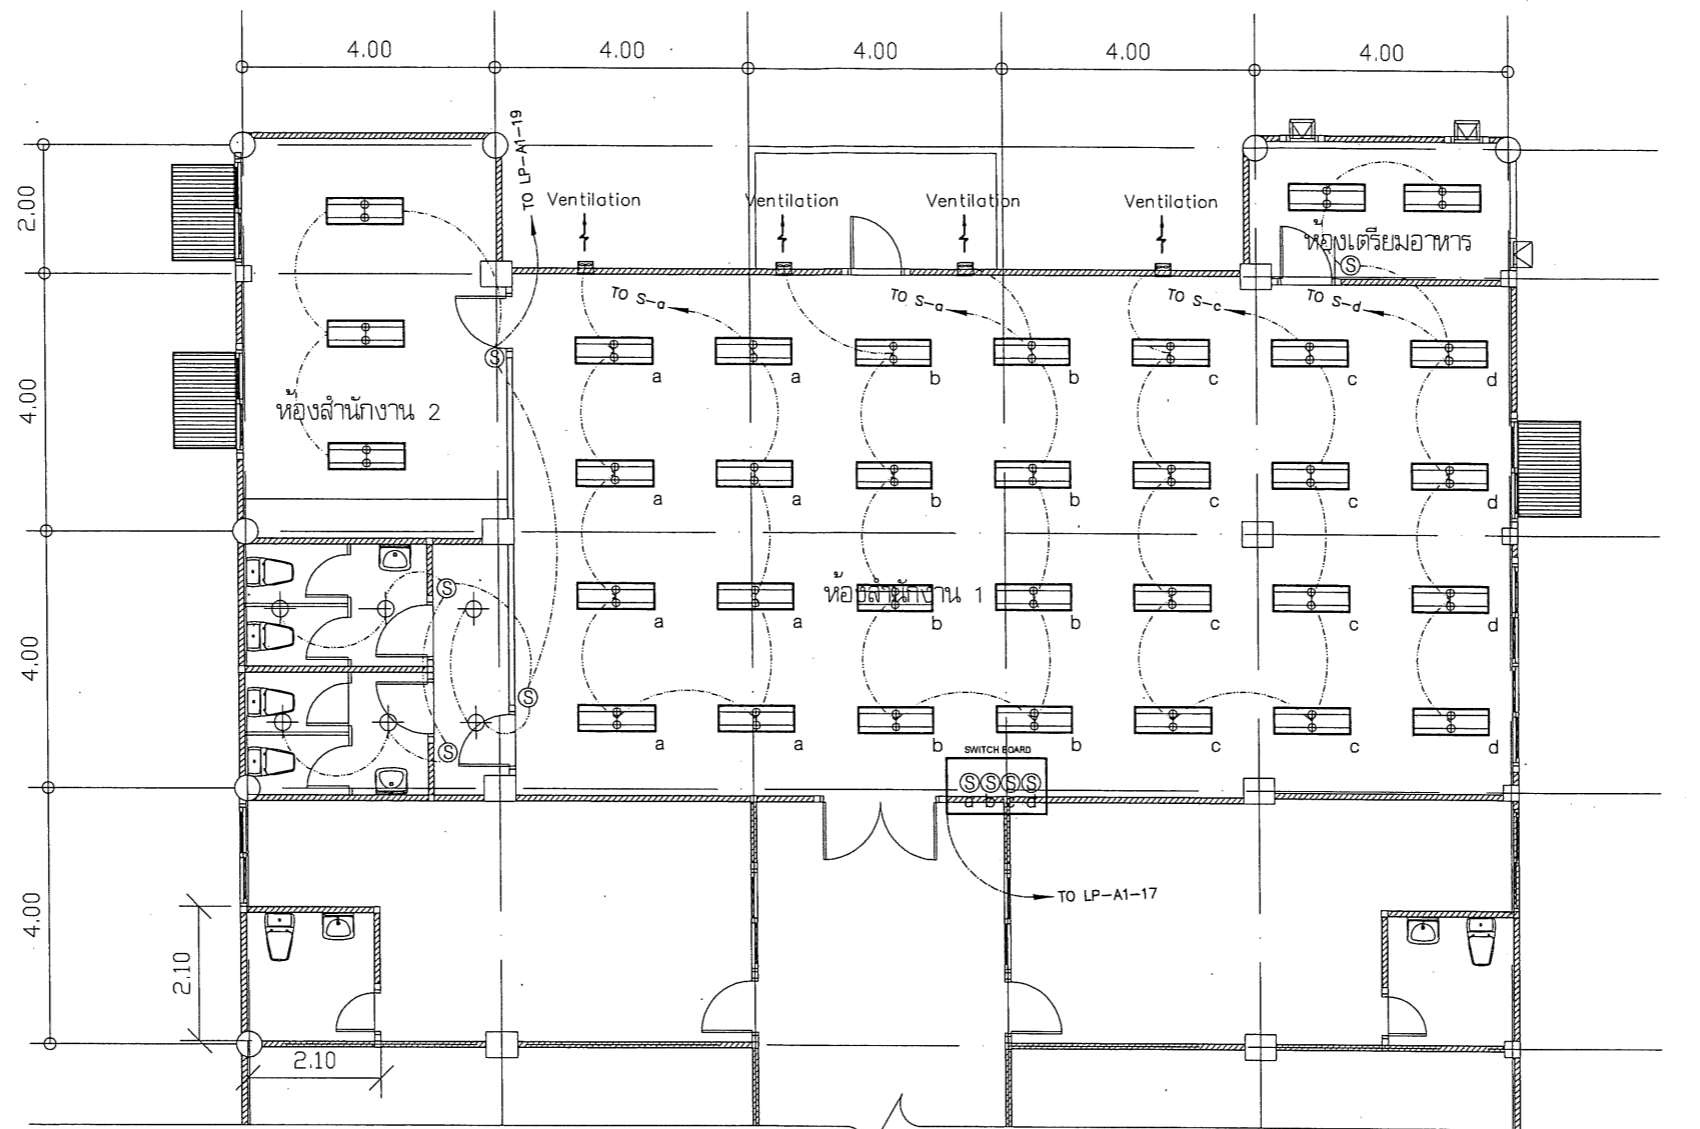 4.00 4.00 4.00 4.00 4.00
TO LP-A1-19
2.00
Ventilation Ventilation Ventilation Ventilation
ห้องเตรียมอาหาร
S
TO S-a TO S-a TO S-c TO S-d
S
a a b b c c d
4.00
ห้องสำนักงาน 2
a a b b c c d
S
ห้องสำนักงาน 1
a a b b c c d
4.00
S
S
a a b b c c d
SWITCH BOARD
S S S S
a b c d
TO LP-A1-17
4.00
2.10
2.10